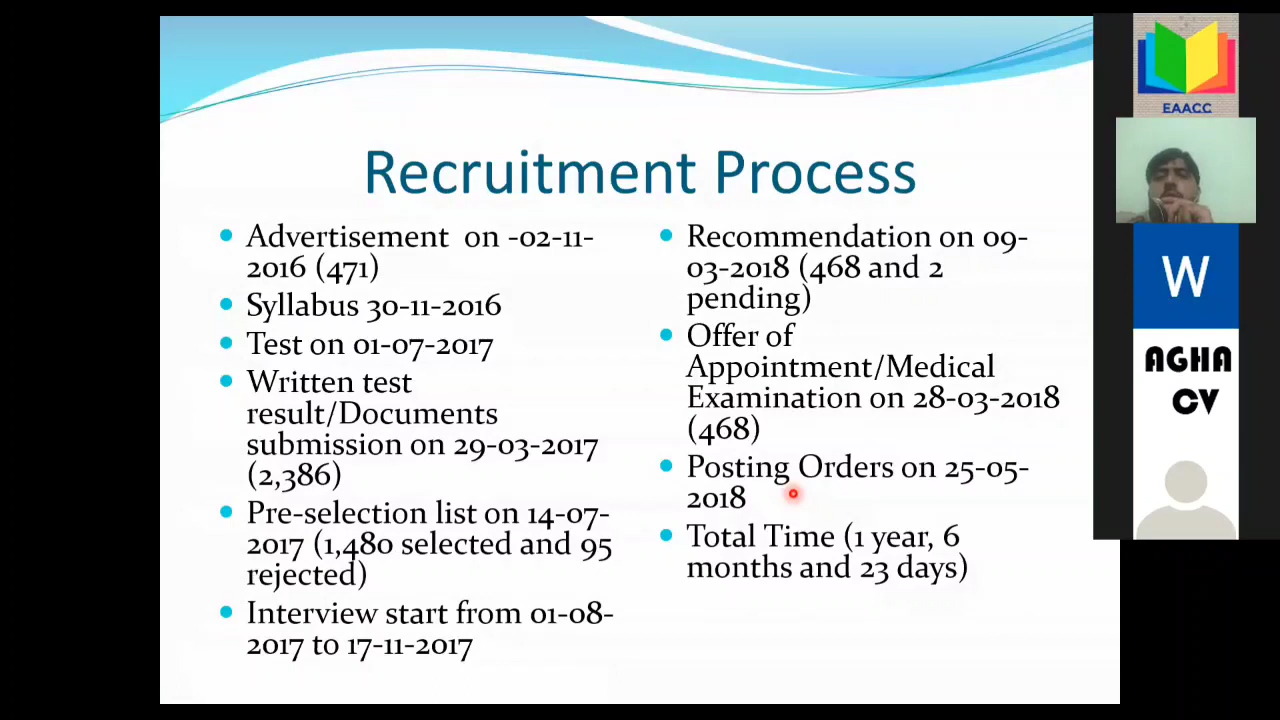 Recruitment Process
Advertisement on -02-11-
2016 (471)
Syllabus 30-11-2016
Test on 01-07-2017
Written test
result/Documents
submission on 29-03-2017
(2,386)
Pre-selection list on 14-07-
2017 (1,480 selected and 95
rejected)
Interview start from 01-08-
2017 to 17-11-2017
Recommendation on 09-
03-2018 (468 and 2
pending)
Offer of
Appointment/Medical
Examination on 28-03-2018
(468)
Posting Orders on 25-05-
2018
Total Time (1 year, 6
months and 23 days)
EAACC
W
AGHA
CV